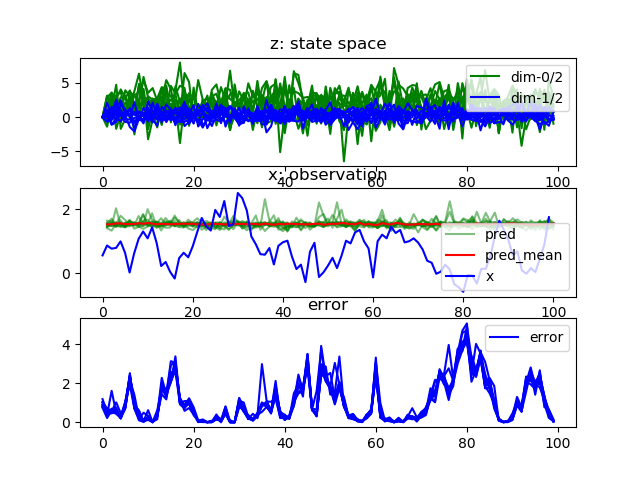 z: state space
5
0
−5
dim-0/2
dim-1/2
0 20 40 60 80 100
x: observation
2
0
pred
pred_mean
x
0 20 40 60 80 100
error
4
2
0
error
0 20 40 60 80 100